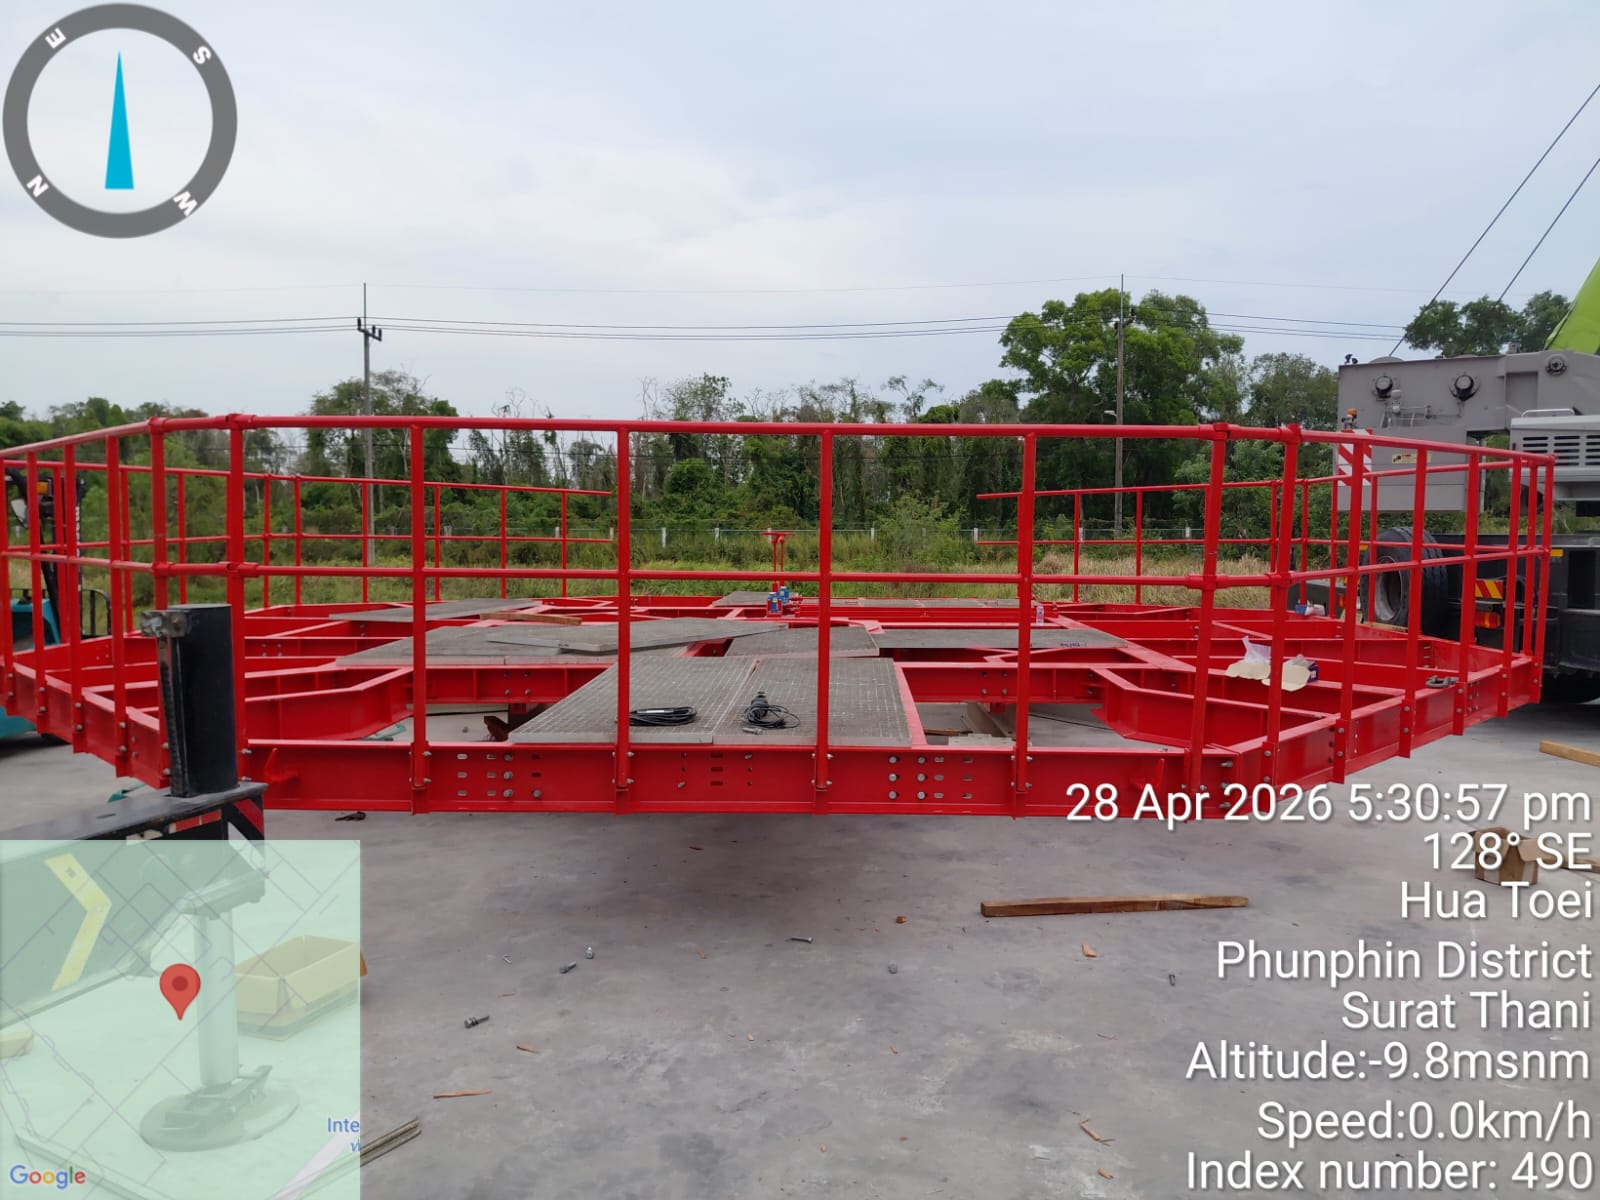 E
S
N
W
28 Apr 2026 5:30:57 pm
128° SE
Hua Toei
Phunphin District
Surat Thani
Altitude:-9.8msnm
Speed:0.0km/h
Index number: 490
Inte
Google